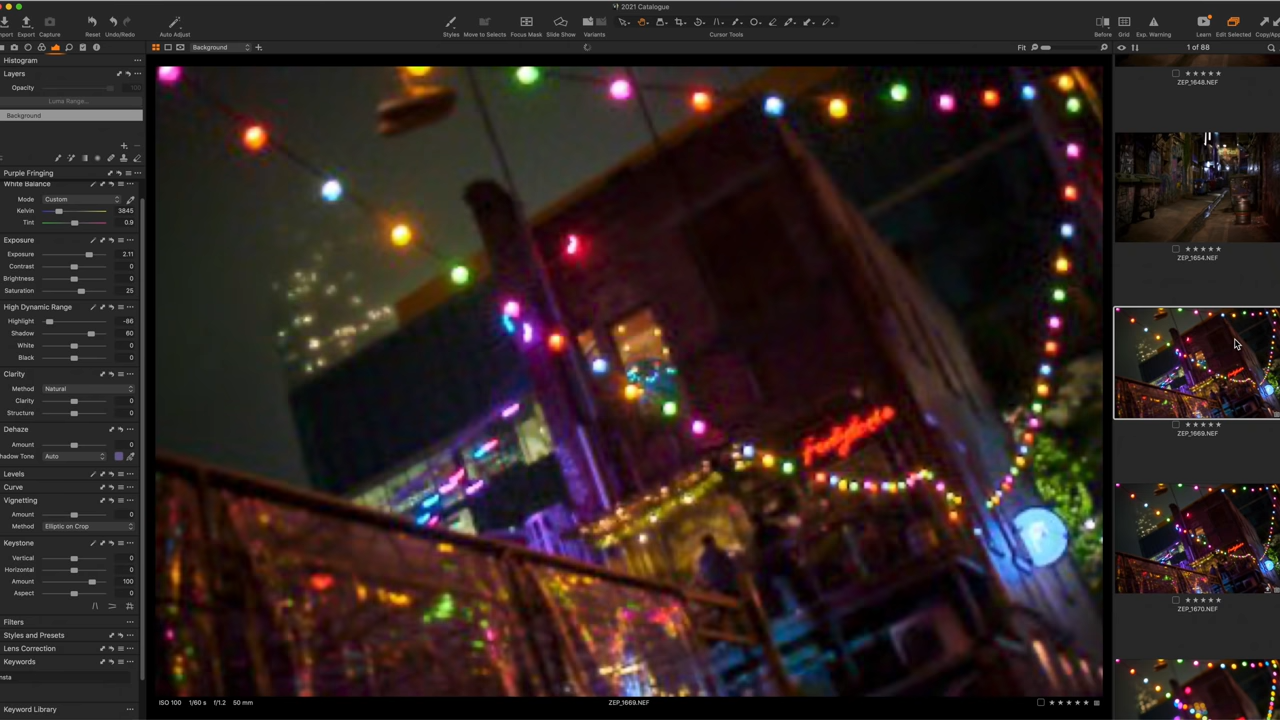 2021 Catalogue
Export
Capture
Reset
Undo/Redo
Auto Adjust
Styles
Move to Selects
Focus Mask
Slide Show
Variants
Cursor Tools
Before
Grid
Exp. Warning
Learn
Edit Selected
Background
Fit
1 of 88
Histogram
Layers
Opacity 100
Luma Range...
Background
Purple Fringing
White Balance
Mode Custom
Kelvin 3845
Tint 0.9
Exposure
Exposure 2.11
Contrast 0
Brightness 0
Saturation 25
High Dynamic Range
Highlight -86
Shadow 60
White 0
Black 0
Clarity
Method Natural
Clarity 0
Structure 0
Dehaze
Amount 0
hadow Tone Auto
Levels
Curve
Vignetting
Amount 0
Method Elliptic on Crop
Keystone
Vertical 0
Horizontal 0
Amount 100
Aspect 0
Filters
Styles and Presets
Lens Correction
Keywords
nsta
Keyword Library
ISO 100 1/60 s f/1.2 50 mm
ZEP_1669.NEF
ZEP_1648.NEF
ZEP_1654.NEF
ZEP_1669.NEF
ZEP_1670.NEF